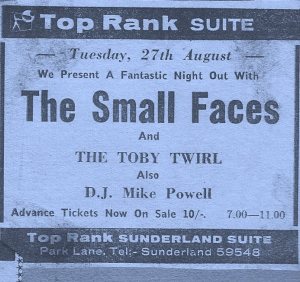 Top Rank SUITE
— Tuesday, 27th August —
We Present A Fantastic Night Out With
The Small Faces
And
THE TOBY TWIRL
Also
D.J. Mike Powell
Advance Tickets Now On Sale 10/-. 7.00—11.00
Top Rank SUNDERLAND SUITE
Park Lane, Tel:- Sunderland 59548